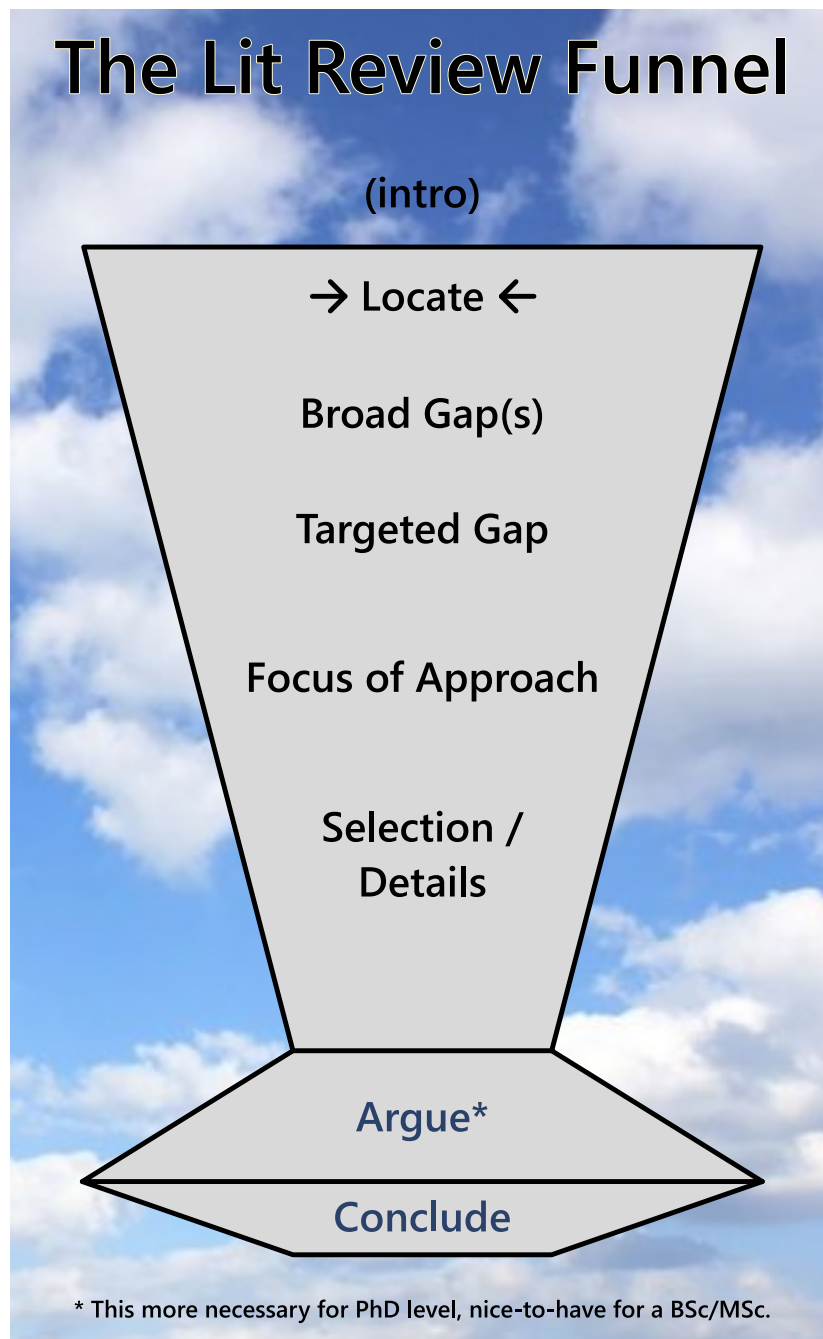 The Lit Review Funnel
(intro)
→ Locate ←
Broad Gap(s)
Targeted Gap
Focus of Approach
Selection /
Details
Argue*
Conclude
* This more necessary for PhD level, nice-to-have for a BSc/MSc.